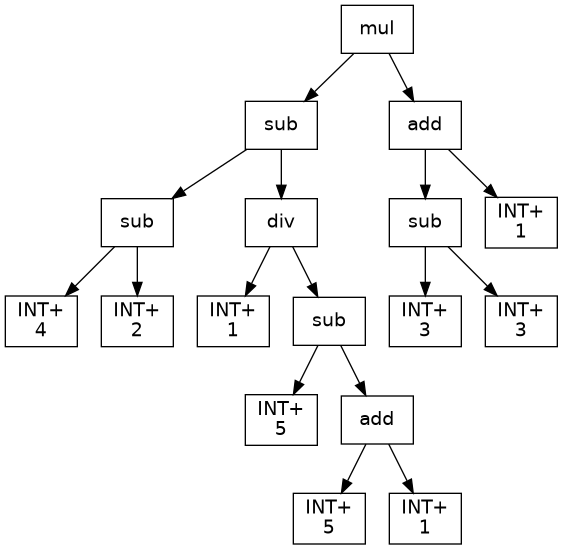 mul
sub
add
sub
div
sub
INT+
1
INT+
4
INT+
2
INT+
1
sub
INT+
3
INT+
3
INT+
5
add
INT+
5
INT+
1